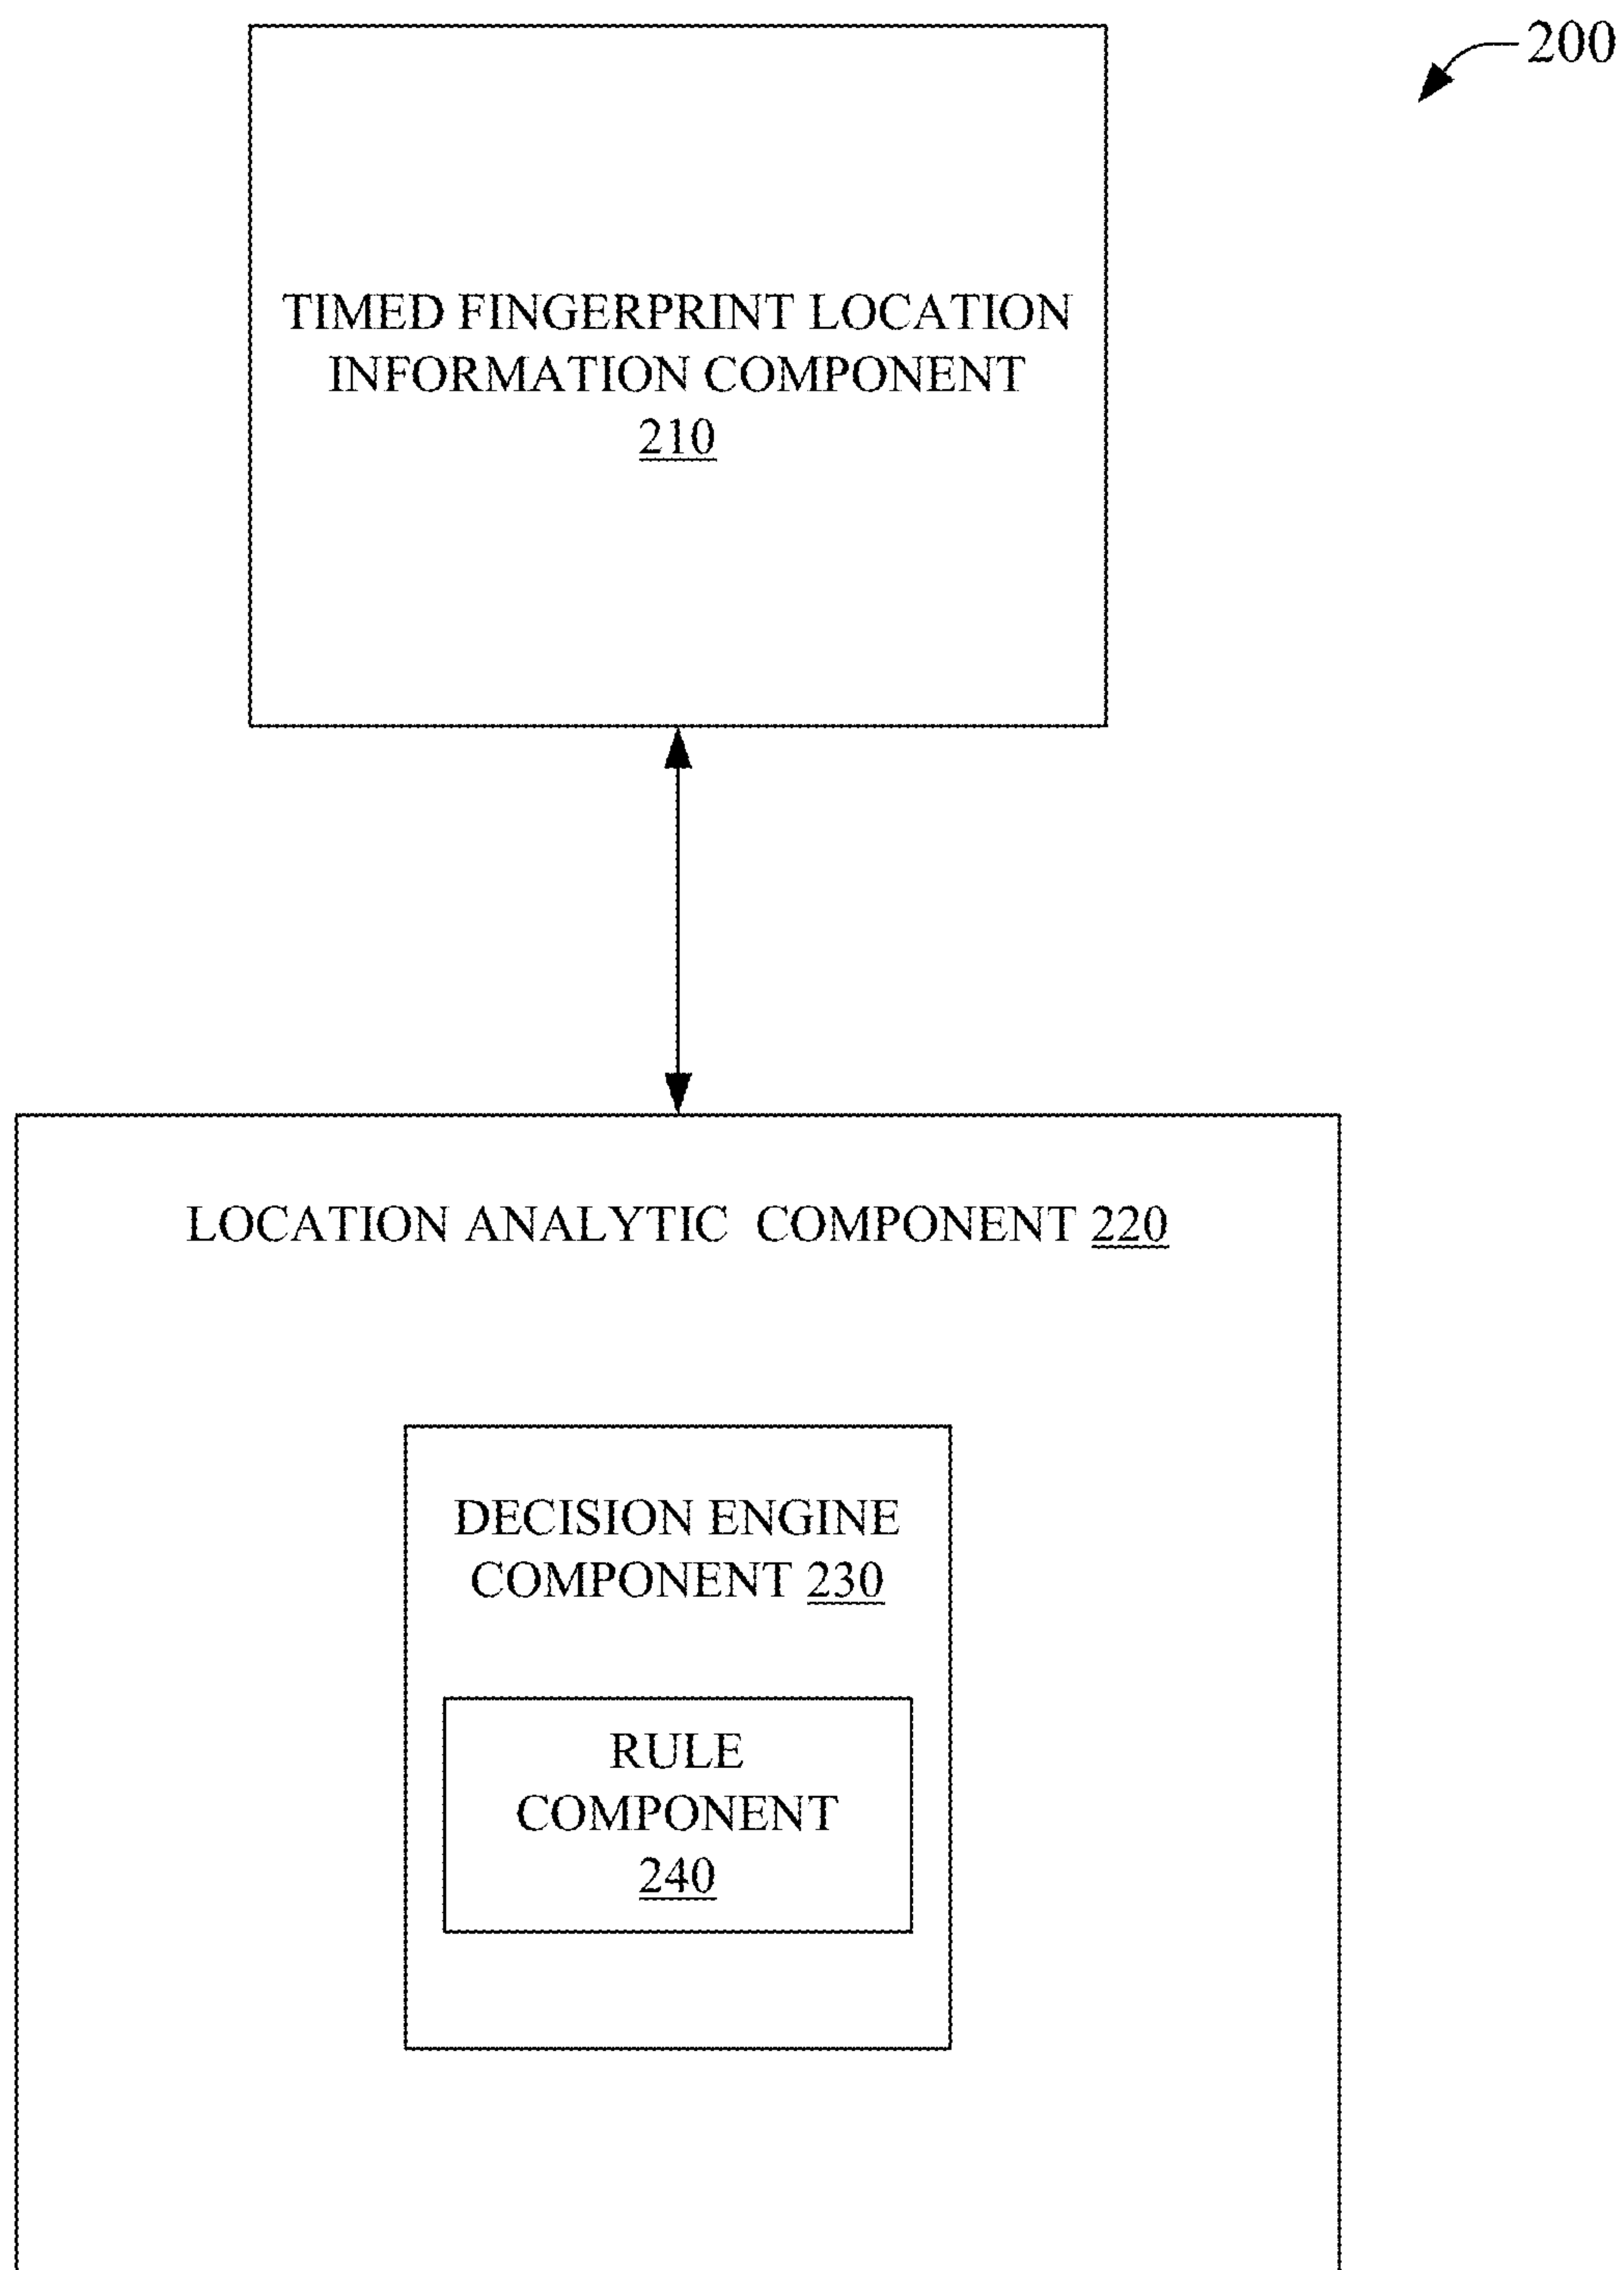 200
TIMED FINGERPRINT LOCATION
INFORMATION COMPONENT
210
LOCATION ANALYTIC COMPONENT 220
DECISION ENGINE
COMPONENT 230
RULE
COMPONENT
240